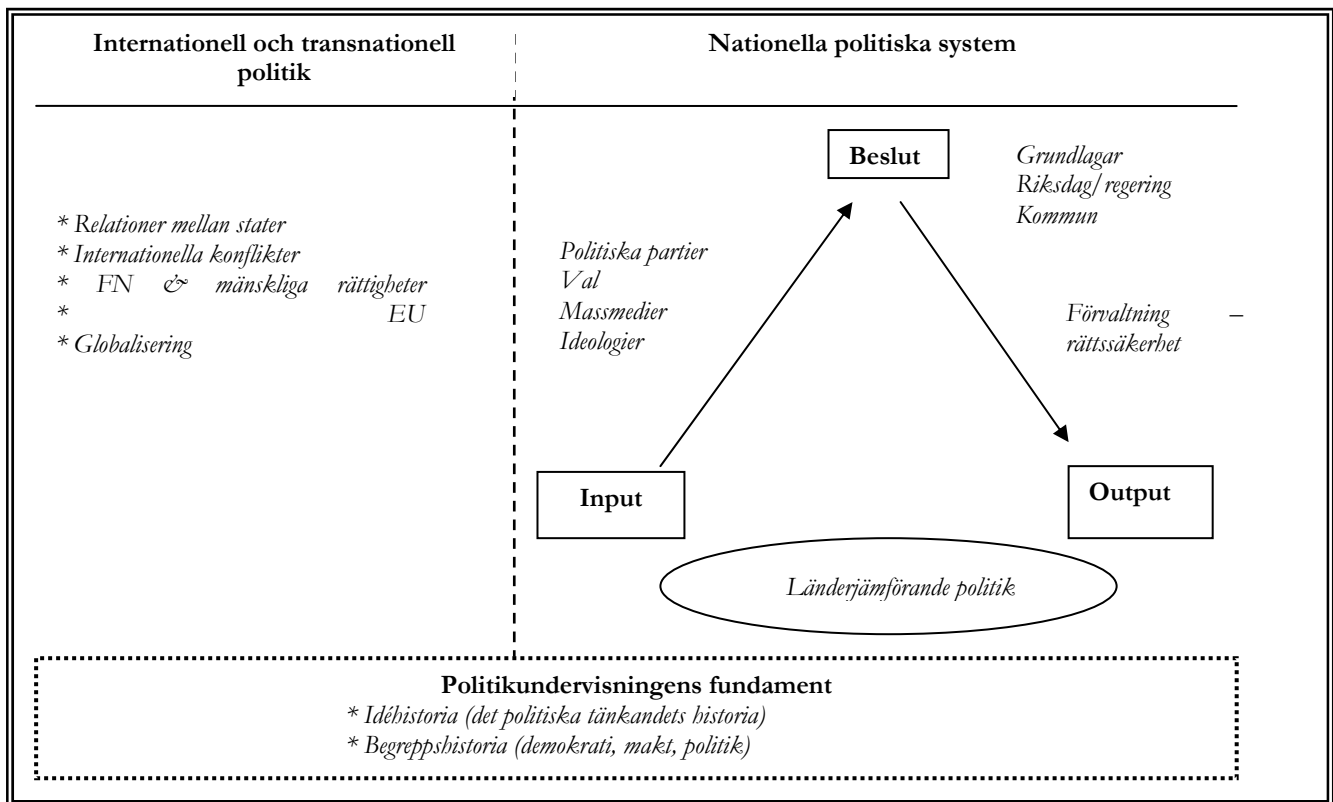 Internationell och transnationell
politik
Nationella politiska system
* Relationer mellan stater
* Internationella konflikter
* FN & mänskliga rättigheter
* EU
* Globalisering
Beslut
Grundlagar
Riksdag/regering
Kommun
Politiska partier
Val
Massmedier
Ideologier
Förvaltning –
rättssäkerhet
Input
Output
Länderjämförande politik
Politikundervisningens fundament
* Idéhistoria (det politiska tänkandets historia)
* Begreppshistoria (demokrati, makt, politik)